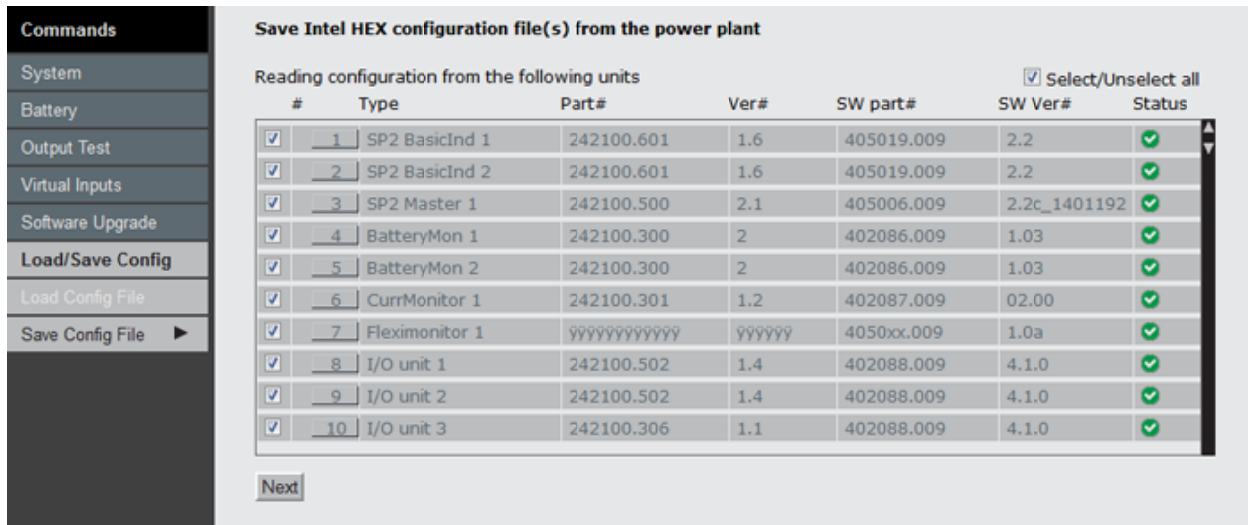 Commands
System
Battery
Output Test
Virtual Inputs
Software Upgrade
Load/Save Config
Load Config File
Save Config File
Save Intel HEX configuration file(s) from the power plant
Reading configuration from the following units
Select/Unselect all
# Type Part# Ver# SW part# SW Ver# Status
1 SP2 BasicInd 1 242100.601 1.6 405019.009 2.2
2 SP2 BasicInd 2 242100.601 1.6 405019.009 2.2
3 SP2 Master 1 242100.500 2.1 405006.009 2.2c_1401192
4 BatteryMon 1 242100.300 2 402086.009 1.03
5 BatteryMon 2 242100.300 2 402086.009 1.03
6 CurrMonitor 1 242100.301 1.2 402087.009 02.00
7 Fleximonitor 1 ÿÿÿÿÿÿÿÿÿÿÿÿ ÿÿÿÿÿÿ 4050xx.009 1.0a
8 I/O unit 1 242100.502 1.4 402088.009 4.1.0
9 I/O unit 2 242100.502 1.4 402088.009 4.1.0
10 I/O unit 3 242100.306 1.1 402088.009 4.1.0
Next